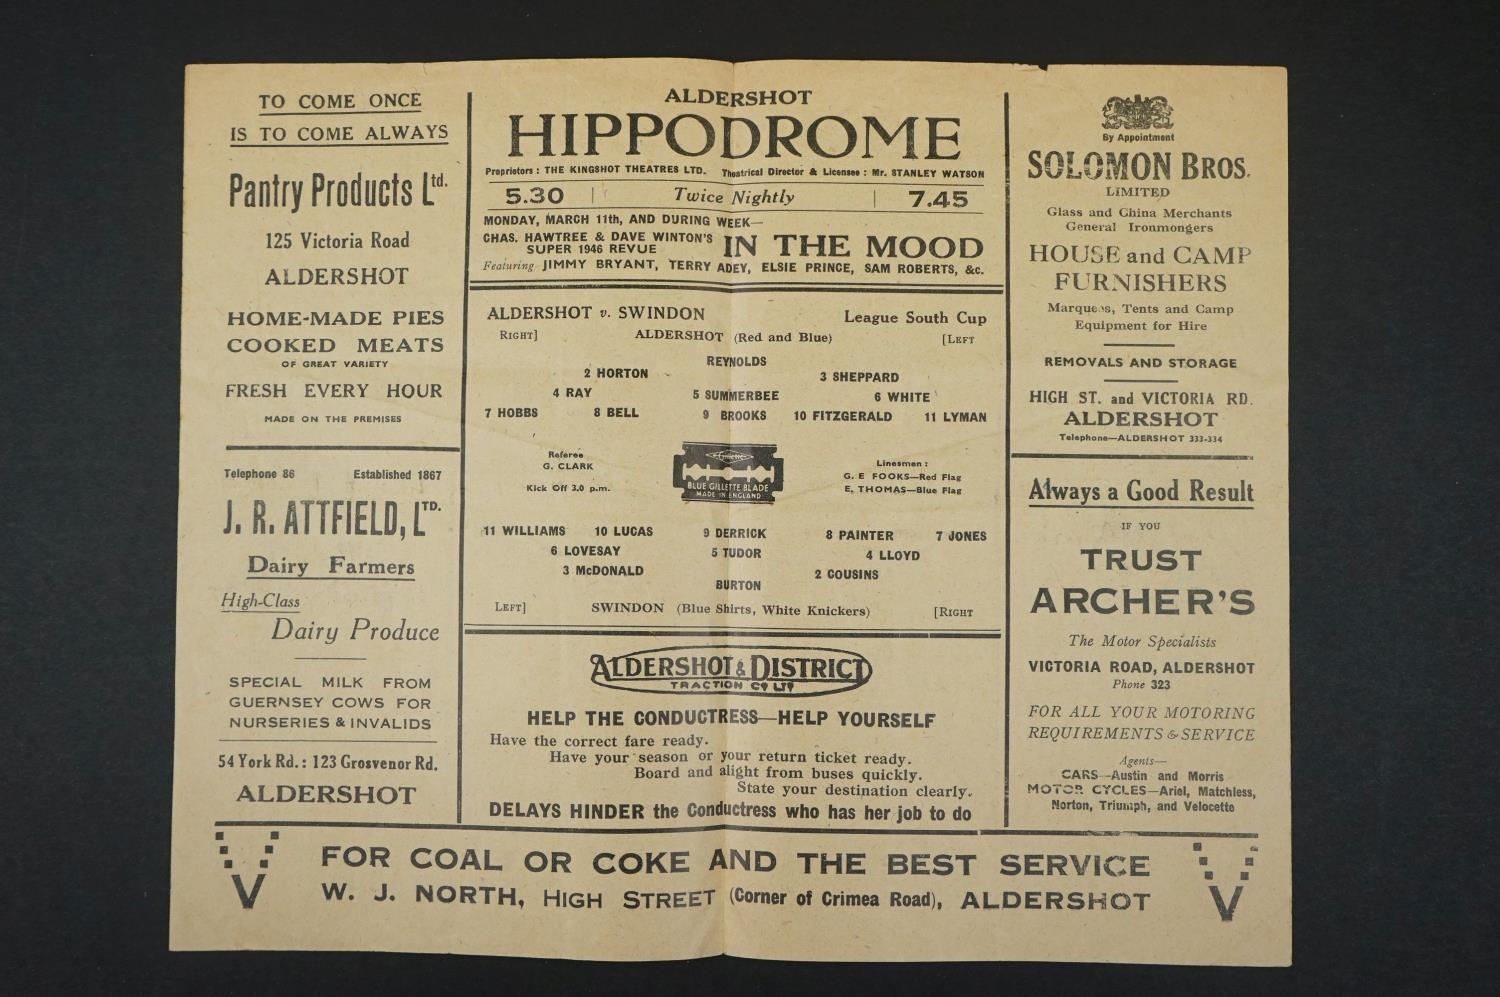 TO COME ONCE
IS TO COME ALWAYS
Pantry Products Ltd.
125 Victoria Road
ALDERSHOT
HOME-MADE PIES
COOKED MEATS
OF GREAT VARIETY
FRESH EVERY HOUR
MADE ON THE PREMISES
Telephone 86 Established 1867
J. R. ATTFIELD, LTD.
Dairy Farmers
High-Class
Dairy Produce
SPECIAL MILK FROM
GUERNSEY COWS FOR
NURSERIES & INVALIDS
54 York Rd.: 123 Grosvenor Rd.
ALDERSHOT
ALDERSHOT
HIPPODROME
Proprietors: THE KINGSHOT THEATRES LTD. Theatrical Director & Licensee: Mr. STANLEY WATSON
5.30 | Twice Nightly | 7.45
MONDAY, MARCH 11th, AND DURING WEEK—
CHAS. HAWTREE & DAVE WINTON'S
SUPER 1946 REVUE
IN THE MOOD
Featuring JIMMY BRYANT, TERRY ADEY, ELSIE PRINCE, SAM ROBERTS, &c.
ALDERSHOT v. SWINDON League South Cup
RIGHT] ALDERSHOT (Red and Blue) [LEFT
REYNOLDS
2 HORTON 3 SHEPPARD
4 RAY 5 SUMMERBEE 6 WHITE
7 HOBBS 8 BELL 9 BROOKS 10 FITZGERALD 11 LYMAN
Referee
G. CLARK
Kick Off 3.0 p.m.
Gillette
BLUE GILLETTE BLADE
MADE IN ENGLAND
Linesmen:
G. E FOOKS—Red Flag
E, THOMAS—Blue Flag
11 WILLIAMS 10 LUCAS 9 DERRICK 8 PAINTER 7 JONES
6 LOVESAY 5 TUDOR 4 LLOYD
3 McDONALD 2 COUSINS
BURTON
LEFT] SWINDON (Blue Shirts, White Knickers) [RIGHT
ALDERSHOT & DISTRICT
TRACTION CO LTD
HELP THE CONDUCTRESS—HELP YOURSELF
Have the correct fare ready.
Have your season or your return ticket ready.
Board and alight from buses quickly.
State your destination clearly.
DELAYS HINDER the Conductress who has her job to do
By Appointment
SOLOMON BROS.
LIMITED
Glass and China Merchants
General Ironmongers
HOUSE and CAMP
FURNISHERS
Marquees, Tents and Camp
Equipment for Hire
REMOVALS AND STORAGE
HIGH ST. and VICTORIA RD.
ALDERSHOT
Telephone—ALDERSHOT 333-334
Always a Good Result
IF YOU
TRUST
ARCHER'S
The Motor Specialists
VICTORIA ROAD, ALDERSHOT
Phone 323
FOR ALL YOUR MOTORING
REQUIREMENTS & SERVICE
Agents—
CARS—Austin and Morris
MOTOR CYCLES—Ariel, Matchless,
Norton, Triumph, and Velocette
V FOR COAL OR COKE AND THE BEST SERVICE V
W. J. NORTH, HIGH STREET (Corner of Crimea Road), ALDERSHOT